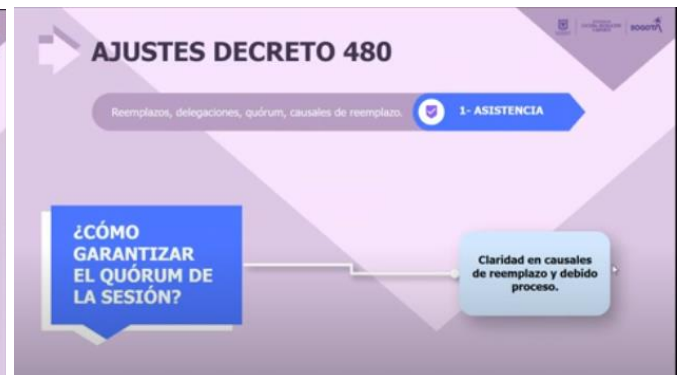 BOGOTÁ
AJUSTES DECRETO 480
Reemplazos, delegaciones, quórum, causales de reemplazo.
1- ASISTENCIA
¿CÓMO
GARANTIZAR
EL QUÓRUM DE
LA SESIÓN?
Claridad en causales
de reemplazo y debido
proceso.